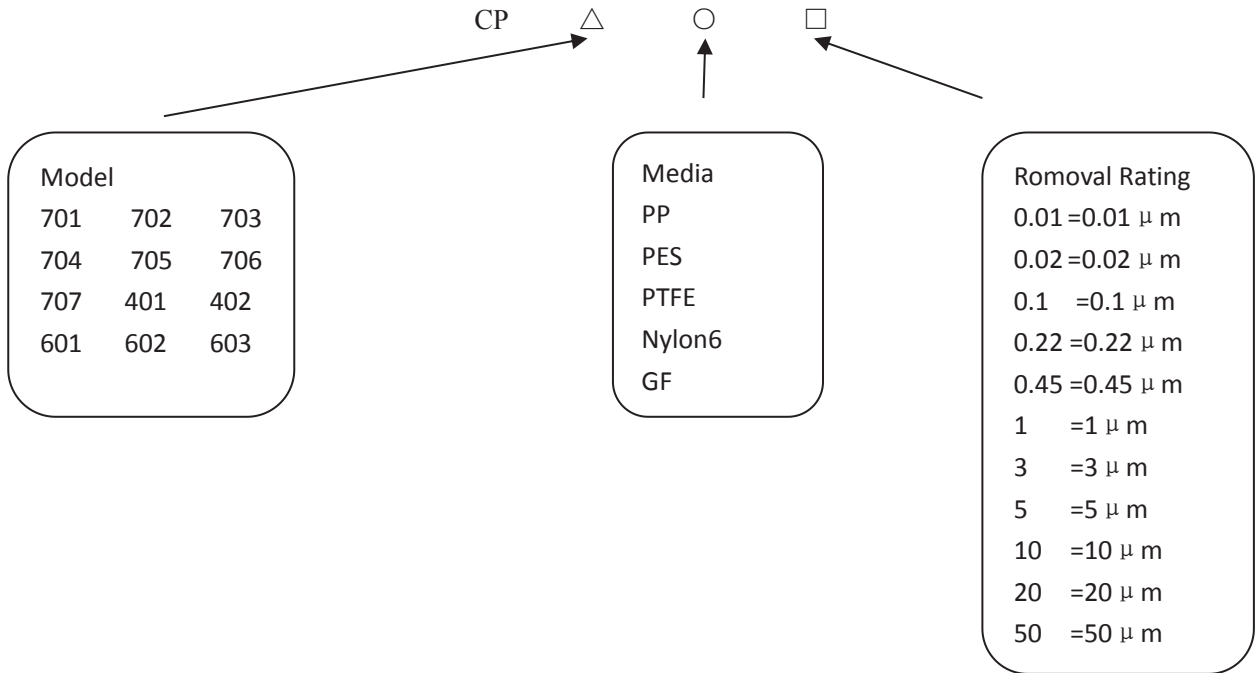 CP △ ○ □
Model
701 702 703
704 705 706
707 401 402
601 602 603
Media
PP
PES
PTFE
Nylon6
GF
Romoval Rating
0.01 =0.01 μ m
0.02 =0.02 μ m
0.1 =0.1 μ m
0.22 =0.22 μ m
0.45 =0.45 μ m
1 =1 μ m
3 =3 μ m
5 =5 μ m
10 =10 μ m
20 =20 μ m
50 =50 μ m